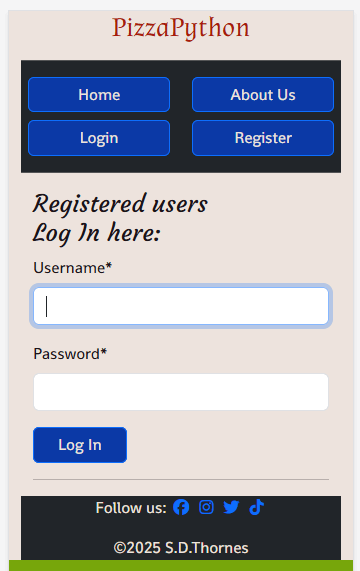 PizzaPython
Home
About Us
Login
Register
Registered users
Log In here:
Username*
Password*
Log In
Follow us:
©2025 S.D.Thornes